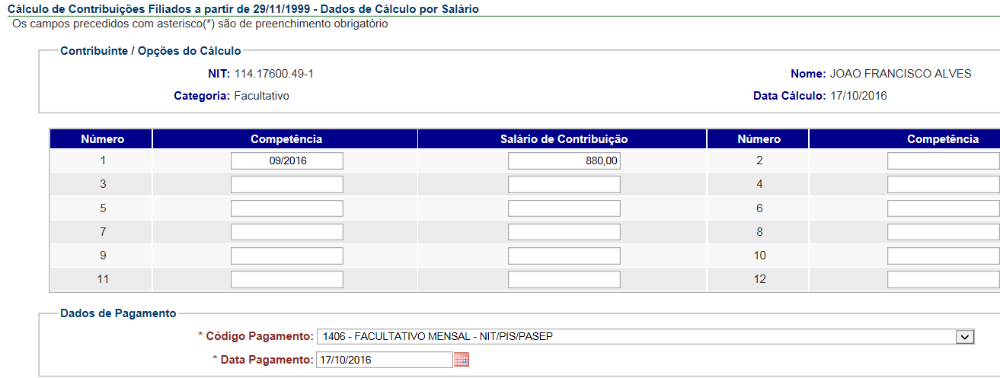 Cálculo de Contribuições Filiados a partir de 29/11/1999 - Dados de Cálculo por Salário
Os campos precedidos com asterisco(*) são de preenchimento obrigatório
Contribuinte / Opções do Cálculo
NIT: 114.17600.49-1 Nome: JOAO FRANCISCO ALVES
Categoria: Facultativo Data Cálculo: 17/10/2016
Número Competência Salário de Contribuição Número Competência
1 09/2016 880,00 2
3 4
5 6
7 8
9 10
11 12
Dados de Pagamento
* Código Pagamento: 1406 - FACULTATIVO MENSAL - NIT/PIS/PASEP
* Data Pagamento: 17/10/2016